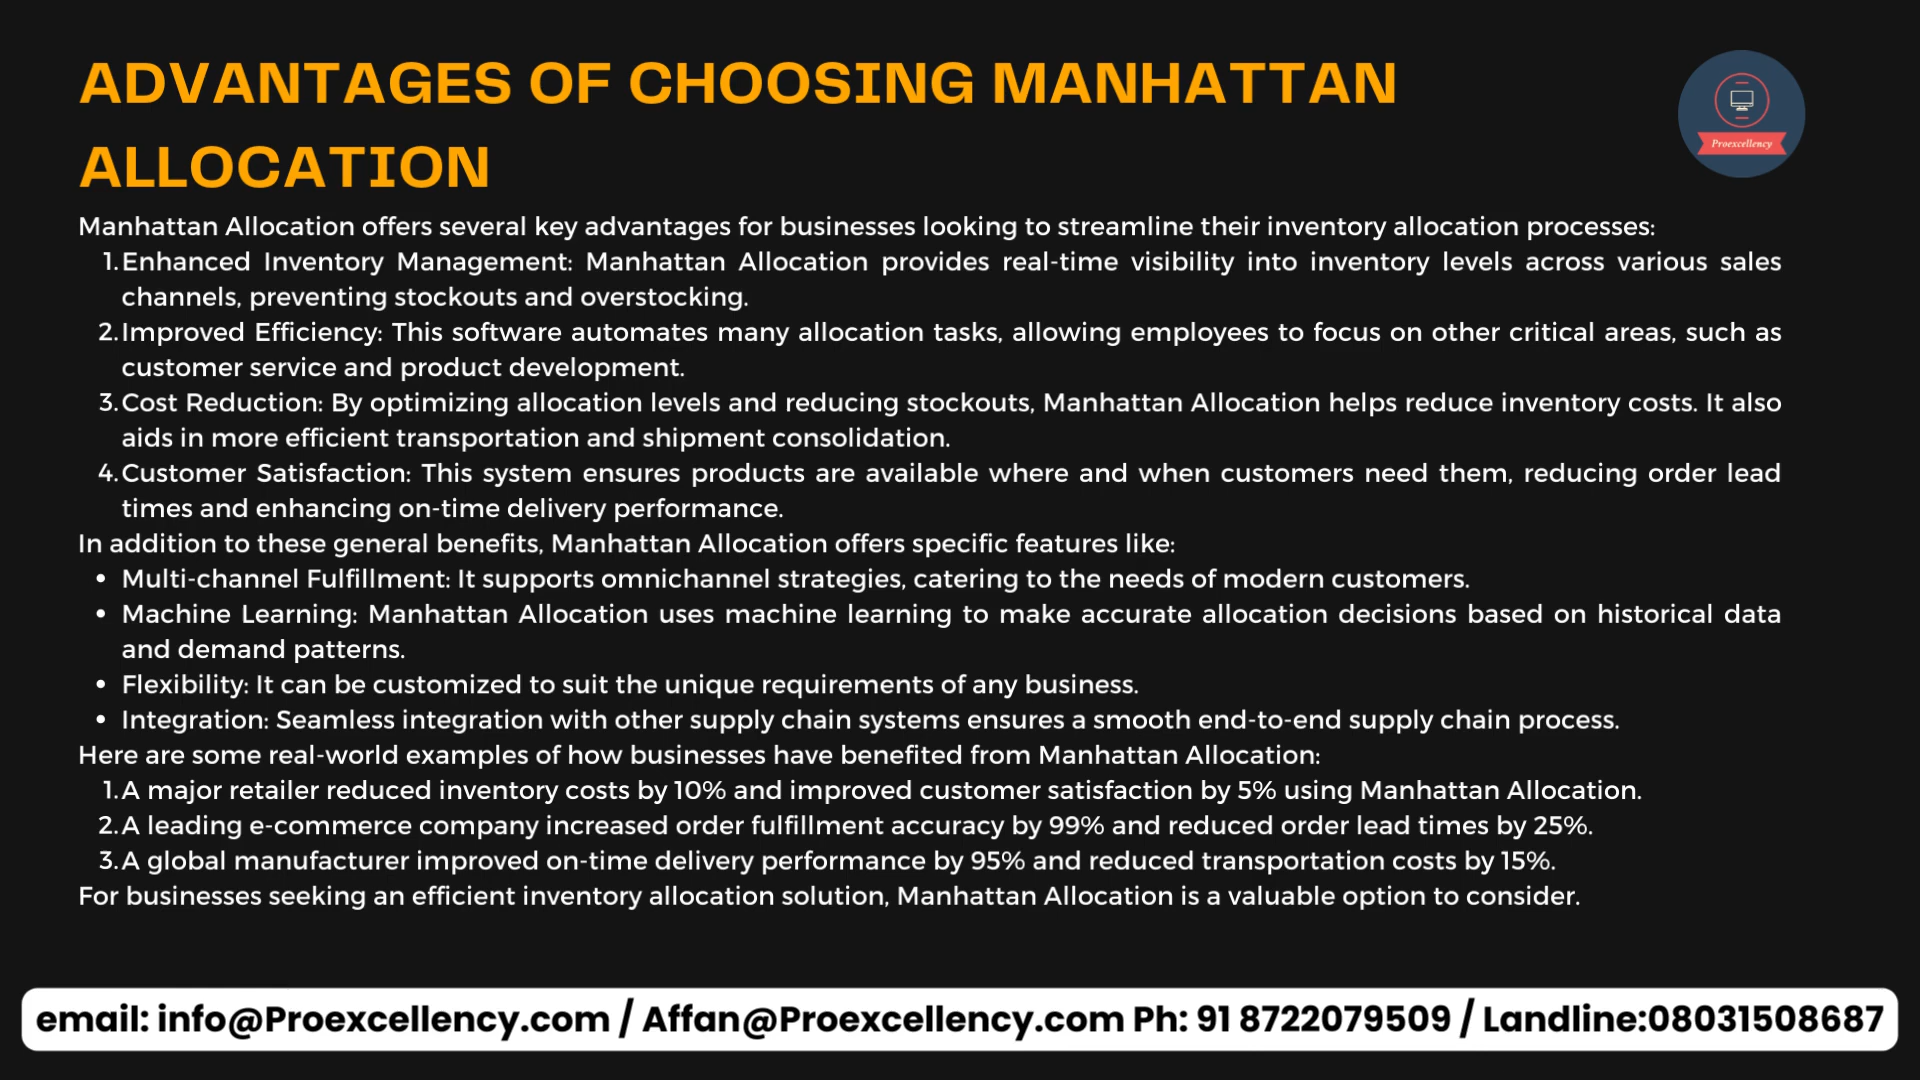 ADVANTAGES OF CHOOSING MANHATTAN
ALLOCATION
Proexcellency
Manhattan Allocation offers several key advantages for businesses looking to streamline their inventory allocation processes:
1. Enhanced Inventory Management: Manhattan Allocation provides real-time visibility into inventory levels across various sales
channels, preventing stockouts and overstocking.
2. Improved Efficiency: This software automates many allocation tasks, allowing employees to focus on other critical areas, such as
customer service and product development.
3. Cost Reduction: By optimizing allocation levels and reducing stockouts, Manhattan Allocation helps reduce inventory costs. It also
aids in more efficient transportation and shipment consolidation.
4. Customer Satisfaction: This system ensures products are available where and when customers need them, reducing order lead
times and enhancing on-time delivery performance.
In addition to these general benefits, Manhattan Allocation offers specific features like:
• Multi-channel Fulfillment: It supports omnichannel strategies, catering to the needs of modern customers.
• Machine Learning: Manhattan Allocation uses machine learning to make accurate allocation decisions based on historical data
and demand patterns.
• Flexibility: It can be customized to suit the unique requirements of any business.
• Integration: Seamless integration with other supply chain systems ensures a smooth end-to-end supply chain process.
Here are some real-world examples of how businesses have benefited from Manhattan Allocation:
1. A major retailer reduced inventory costs by 10% and improved customer satisfaction by 5% using Manhattan Allocation.
2. A leading e-commerce company increased order fulfillment accuracy by 99% and reduced order lead times by 25%.
3. A global manufacturer improved on-time delivery performance by 95% and reduced transportation costs by 15%.
For businesses seeking an efficient inventory allocation solution, Manhattan Allocation is a valuable option to consider.
email: info@Proexcellency.com / Affan@Proexcellency.com Ph: 91 8722079509 / Landline:08031508687